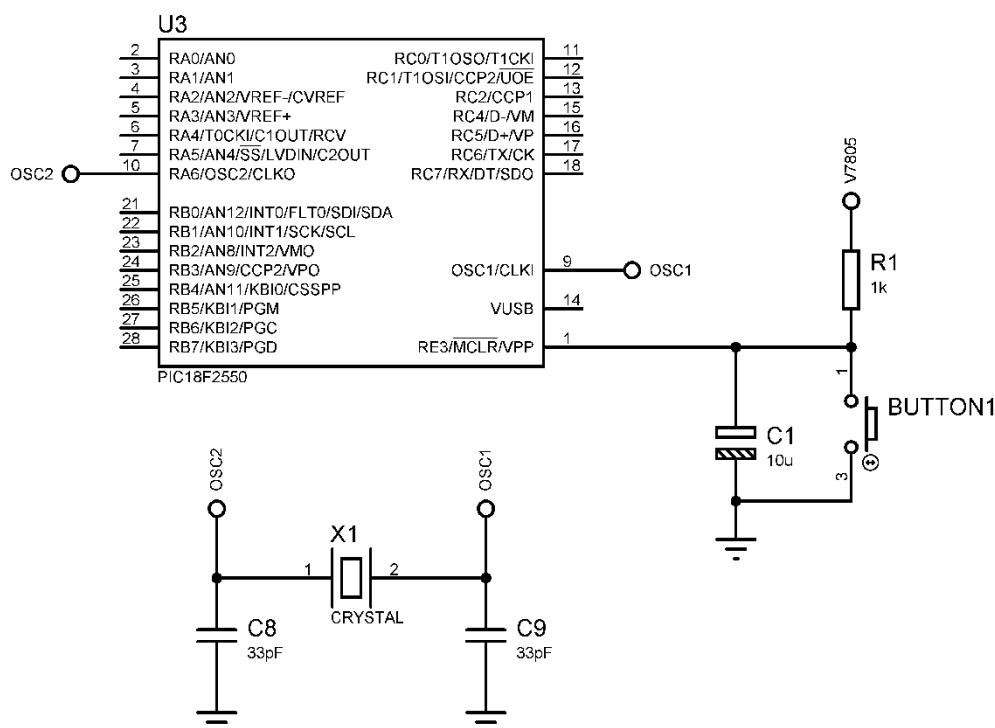 U3
2 RA0/AN0 RC0/T1OSO/T1CKI 11
3 RA1/AN1 RC1/T1OSI/CCP2/UOE 12
4 RA2/AN2/VREF-/CVREF RC2/CCP1 13
5 RA3/AN3/VREF+ RC4/D-/VM 15
6 RA4/T0CKI/C1OUT/RCV RC5/D+/VP 16
7 RA5/AN4/SS/LVDIN/C2OUT RC6/TX/CK 17
OSC2 10 RA6/OSC2/CLKO RC7/RX/DT/SDO 18
V7805
21 RB0/AN12/INT0/FLT0/SDI/SDA
22 RB1/AN10/INT1/SCK/SCL
23 RB2/AN8/INT2/VMO
24 RB3/AN9/CCP2/VPO OSC1/CLKI 9 OSC1
R1
1k
25 RB4/AN11/KBI0/CSSPP
26 RB5/KBI1/PGM VUSB 14
27 RB6/KBI2/PGC
28 RB7/KBI3/PGD RE3/MCLR/VPP 1
PIC18F2550
1
BUTTON1
3
C1
10u
OSC2
OSC1
X1
1 2
CRYSTAL
C8
33pF
C9
33pF